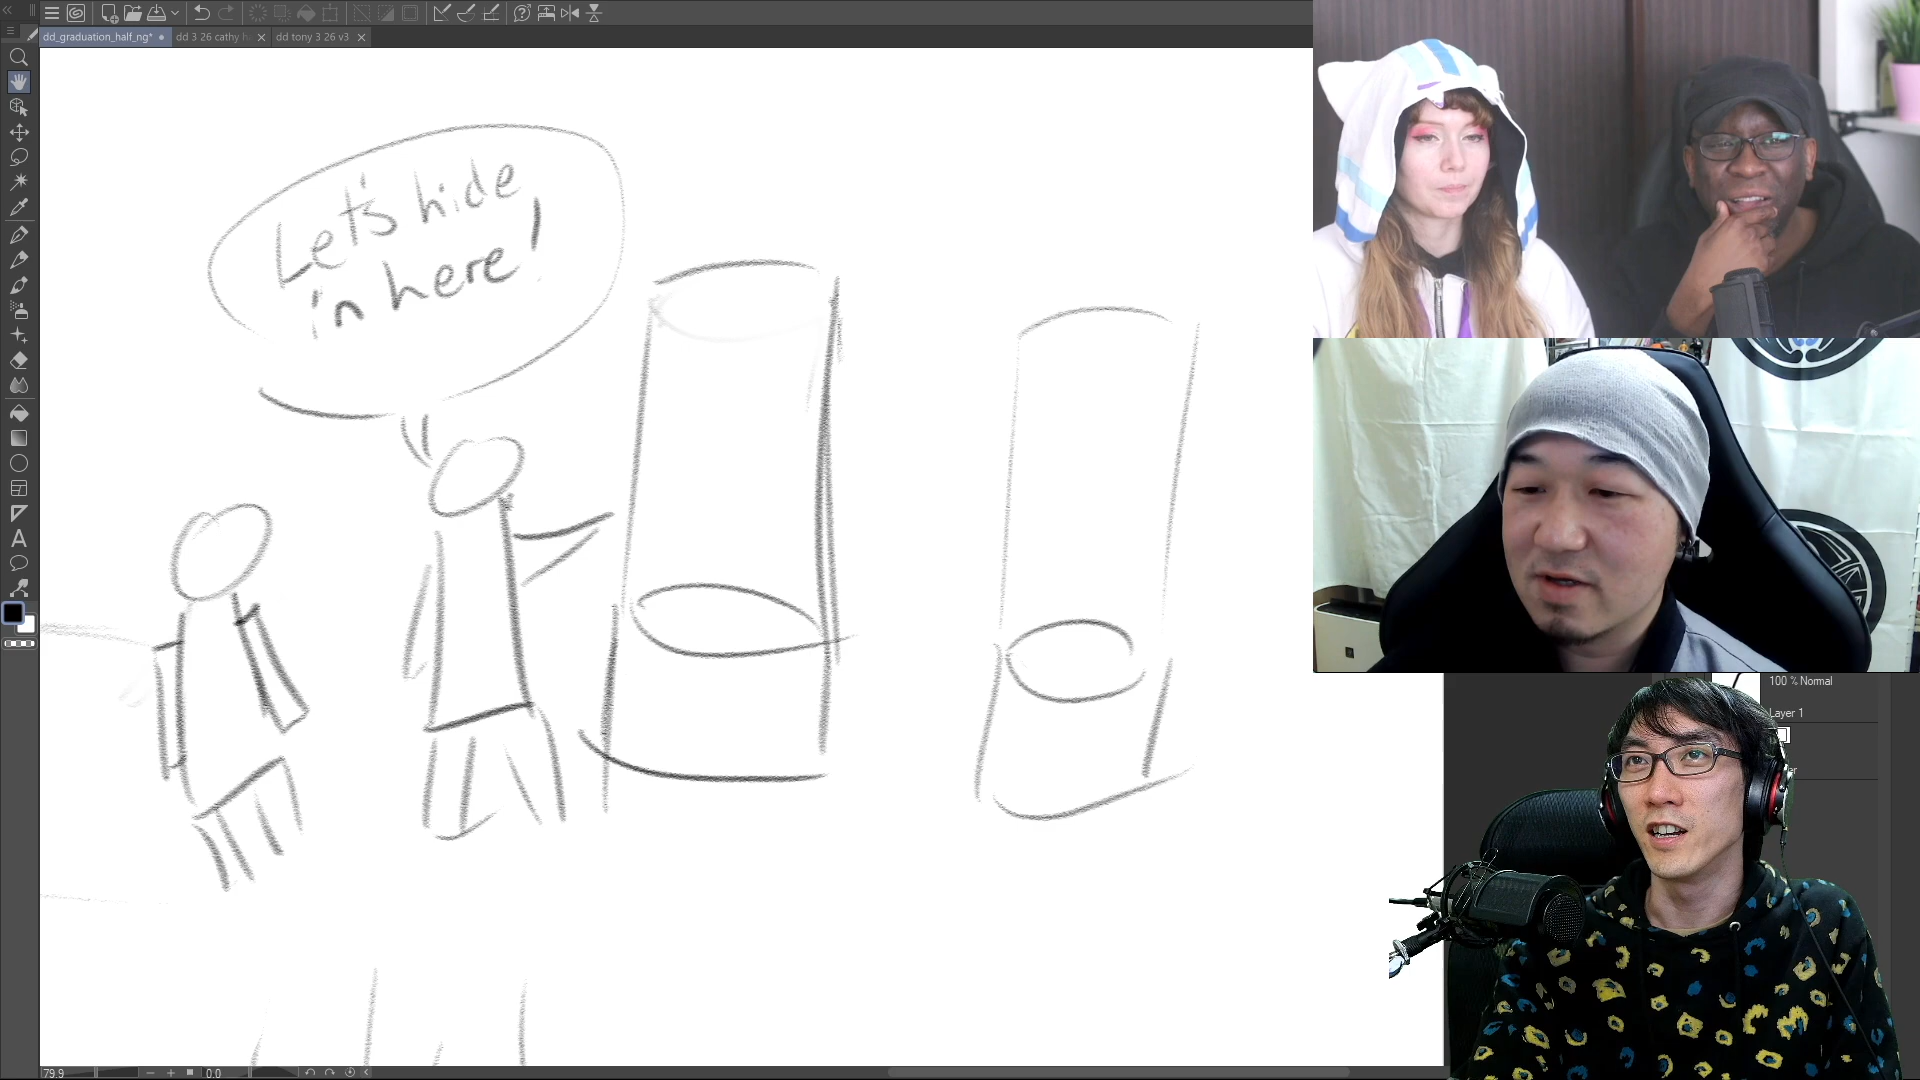 dd_graduation_half_ng*
dd 3 26 cathy
dd tony 3 26 v3
Let's hide
in here!
100 % Normal
Layer 1
79.9
0.0